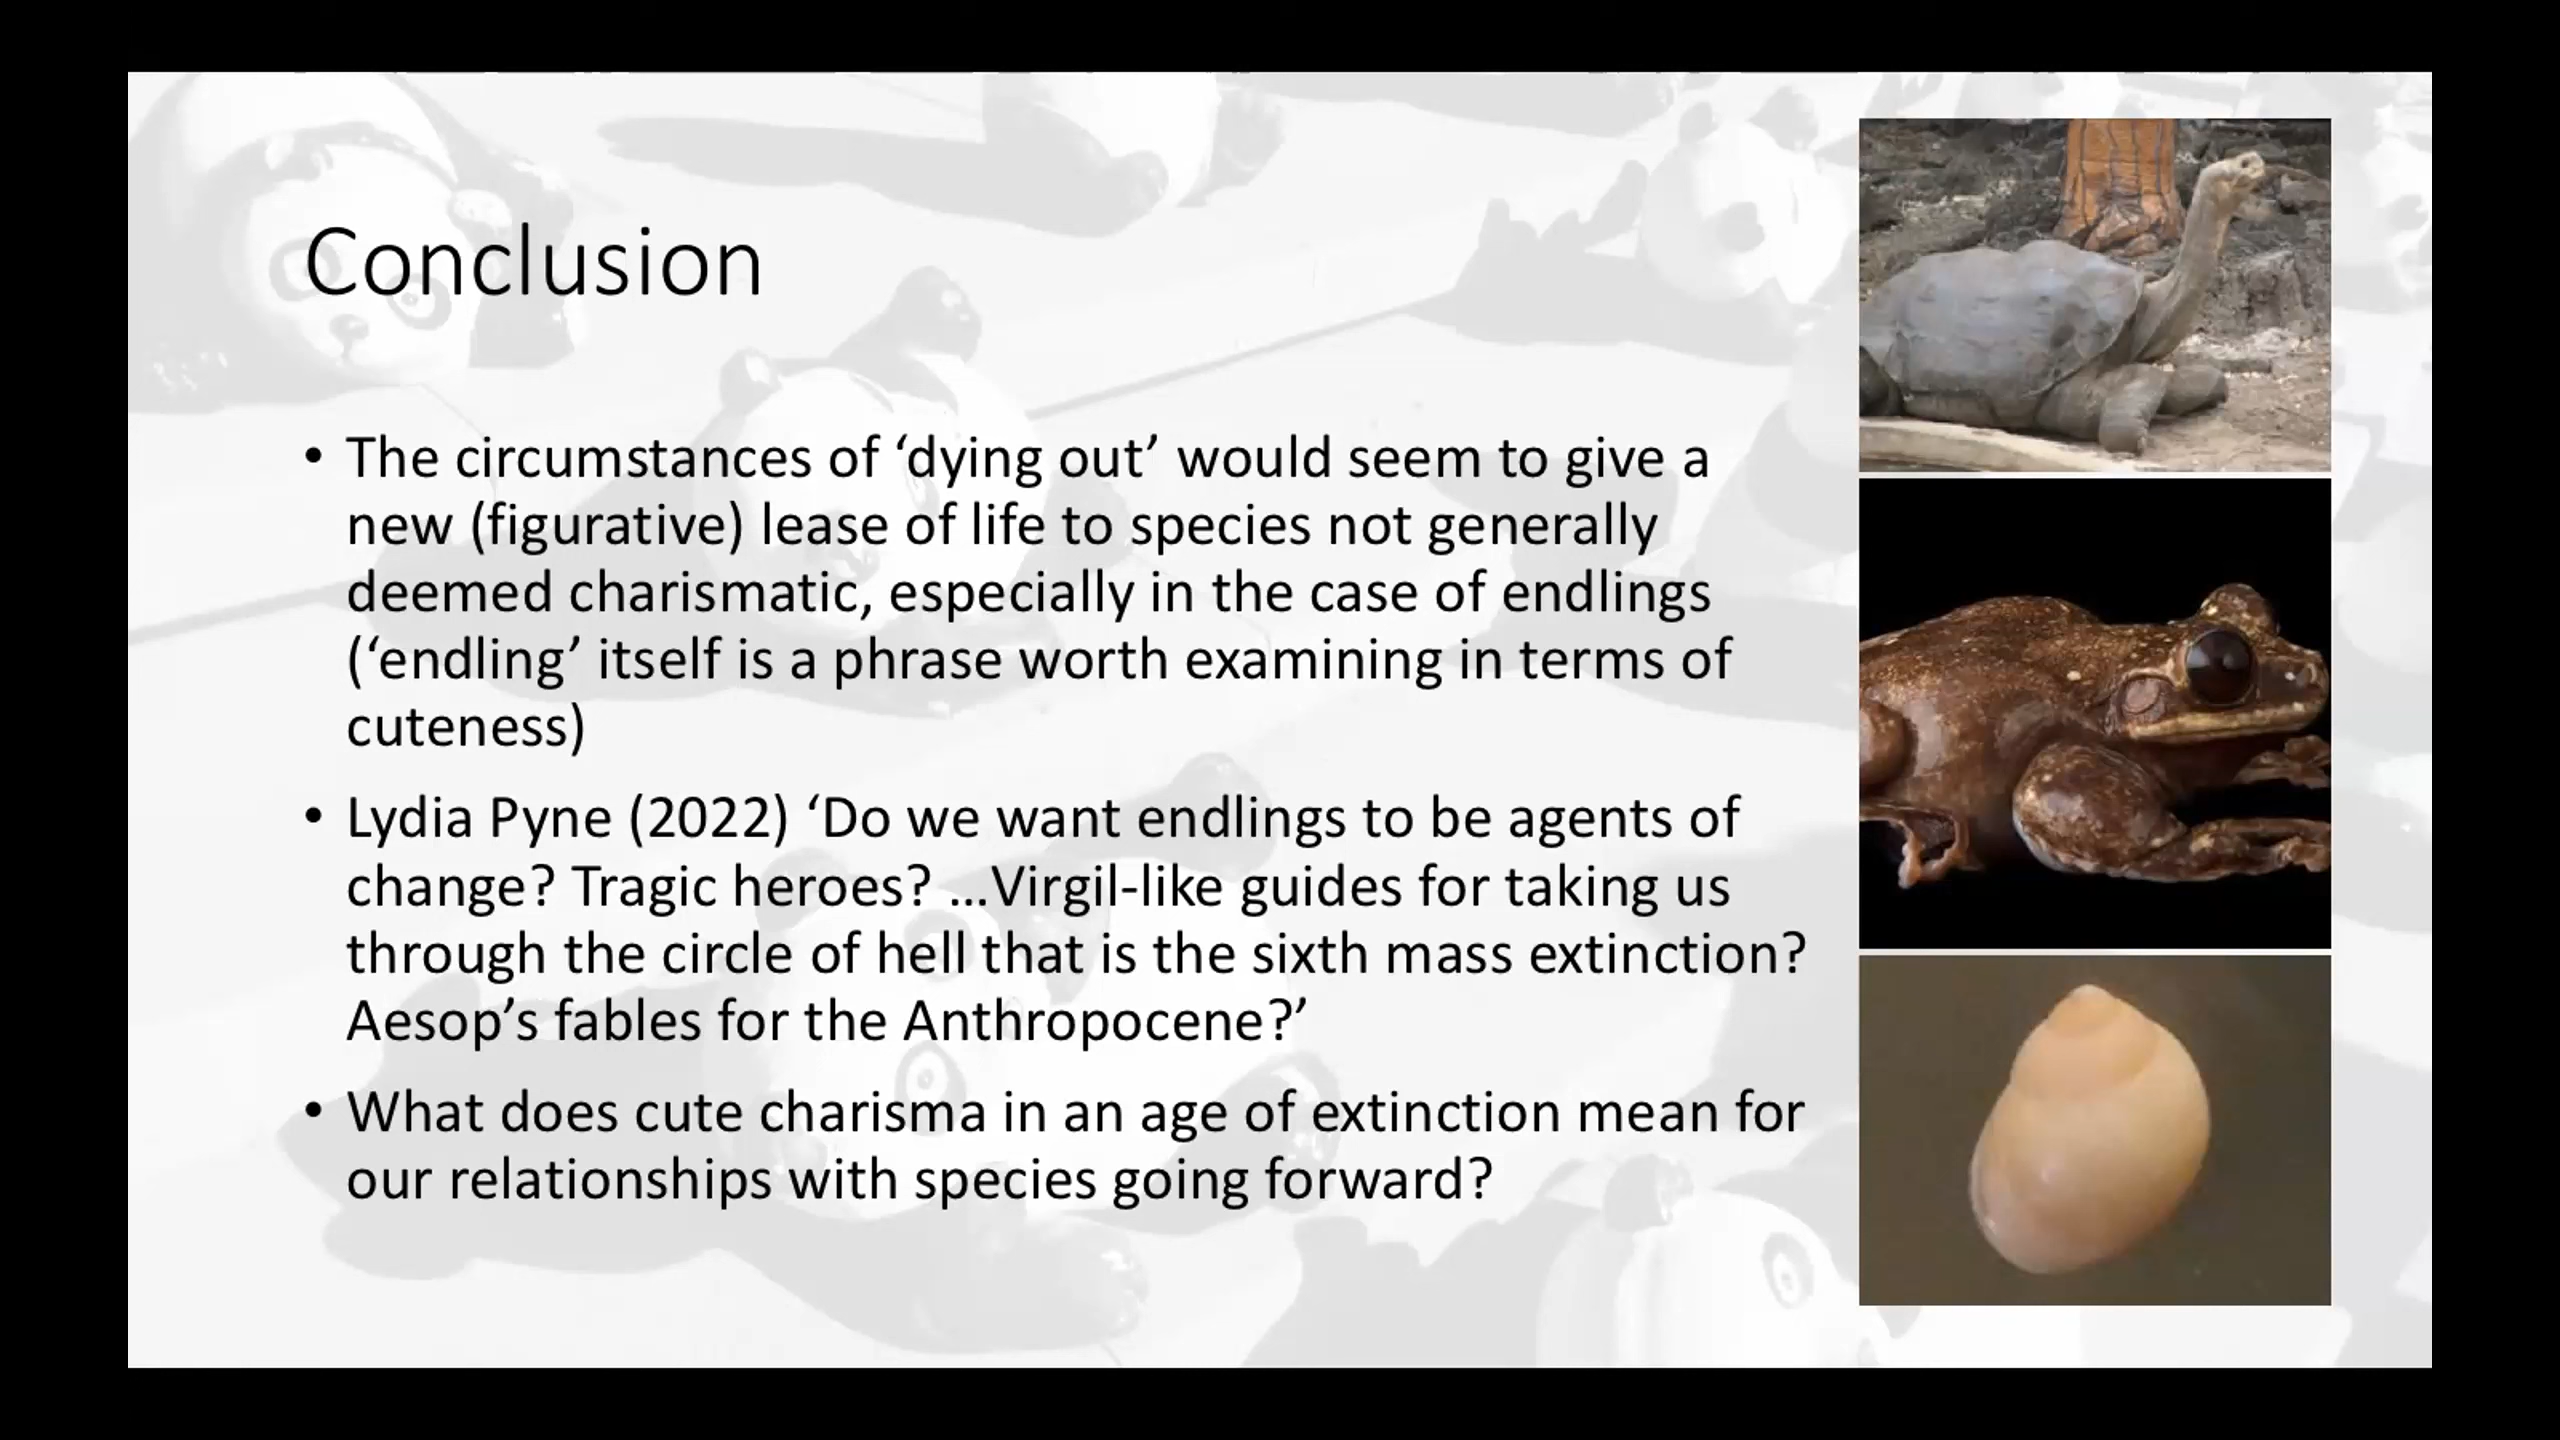 Conclusion
• The circumstances of ‘dying out’ would seem to give a
new (figurative) lease of life to species not generally
deemed charismatic, especially in the case of endlings
(‘endling’ itself is a phrase worth examining in terms of
cuteness)
• Lydia Pyne (2022) ‘Do we want endlings to be agents of
change? Tragic heroes? ...Virgil-like guides for taking us
through the circle of hell that is the sixth mass extinction?
Aesop’s fables for the Anthropocene?’
• What does cute charisma in an age of extinction mean for
our relationships with species going forward?